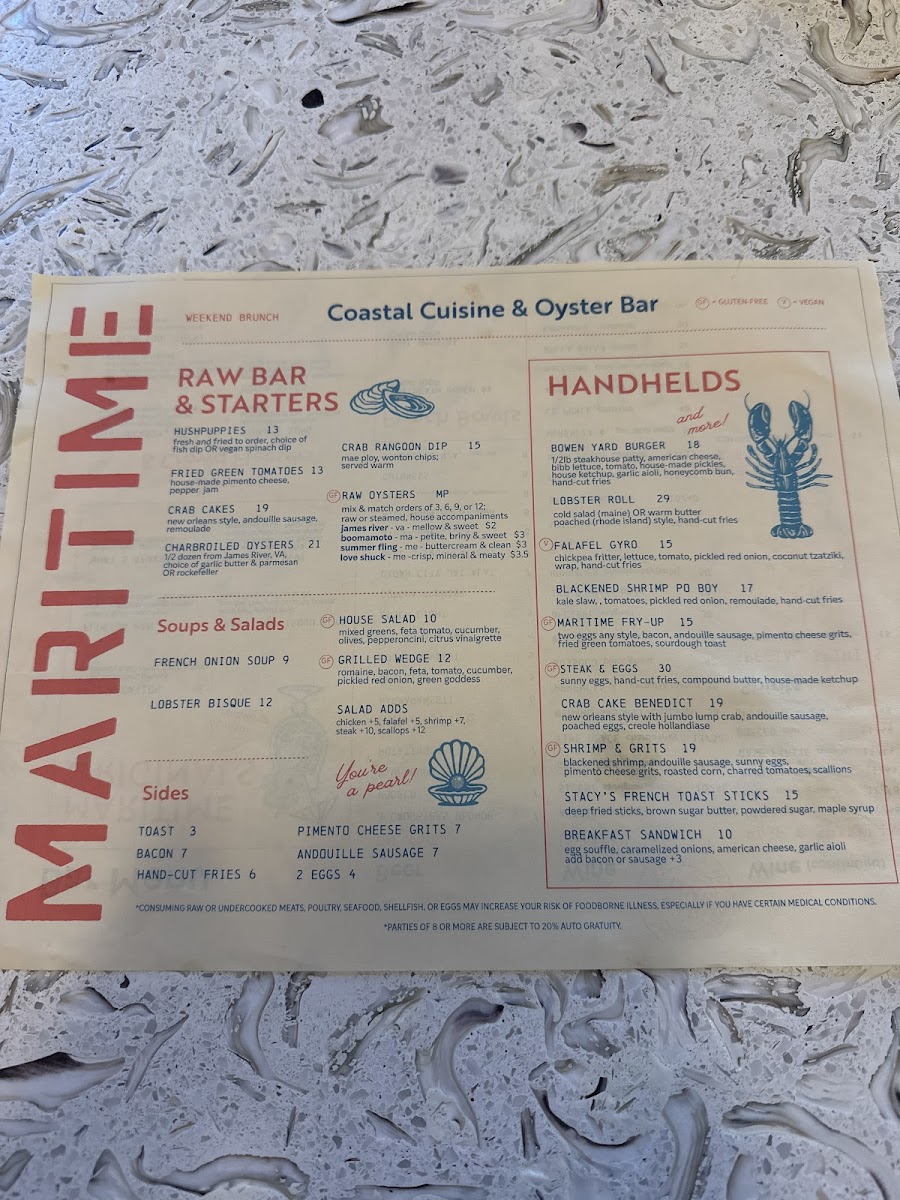 MARITIME
WEEKEND BRUNCH
Coastal Cuisine & Oyster Bar
GF = GLUTEN-FREE V = VEGAN
RAW BAR
& STARTERS
HUSHPUPPIES 13
fresh and fried to order, choice of
fish dip OR vegan spinach dip
FRIED GREEN TOMATOES 13
house-made pimento cheese,
pepper jam
CRAB CAKES 19
new orleans style, andouille sausage,
remoulade
CHARBROILED OYSTERS 21
1/2 dozen from James River, VA,
choice of garlic butter & parmesan
OR rockefeller
CRAB RANGOON DIP 15
mae ploy, wonton chips;
served warm
GF RAW OYSTERS MP
mix & match orders of 3, 6, 9, or 12;
raw or steamed, house accompaniments
james river - va - mellow & sweet $2
boomamoto - ma - petite, briny & sweet $3
summer fling - me - buttercream & clean $3
love shuck - me -crisp, mineral & meaty $3.5
Soups & Salads
FRENCH ONION SOUP 9
LOBSTER BISQUE 12
GF HOUSE SALAD 10
mixed greens, feta tomato, cucumber,
olives, pepperoncini, citrus vinaigrette
GF GRILLED WEDGE 12
romaine, bacon, feta, tomato, cucumber,
pickled red onion, green goddess
SALAD ADDS
chicken +5, falafel +5, shrimp +7,
steak +10, scallops +12
You're
a pearl!
Sides
TOAST 3
BACON 7
HAND-CUT FRIES 6
PIMENTO CHEESE GRITS 7
ANDOUILLE SAUSAGE 7
2 EGGS 4
HANDHELDS
and
more!
BOWEN YARD BURGER 18
1/2lb steakhouse patty, american cheese,
bibb lettuce, tomato, house-made pickles,
house ketchup, garlic aioli, honeycomb bun,
hand-cut fries
LOBSTER ROLL 29
cold salad (maine) OR warm butter
poached (rhode island) style, hand-cut fries
V FALAFEL GYRO 15
chickpea fritter, lettuce, tomato, pickled red onion, coconut tzatziki,
wrap, hand-cut fries
BLACKENED SHRIMP PO BOY 17
kale slaw, , tomatoes, pickled red onion, remoulade, hand-cut fries
GF MARITIME FRY-UP 15
two eggs any style, bacon, andouille sausage, pimento cheese grits,
fried green tomatoes, sourdough toast
GF STEAK & EGGS 30
sunny eggs, hand-cut fries, compound butter, house-made ketchup
CRAB CAKE BENEDICT 19
new orleans style with jumbo lump crab, andouille sausage,
poached eggs, creole hollandiase
GF SHRIMP & GRITS 19
blackened shrimp, andouille sausage, sunny eggs,
pimento cheese grits, roasted corn, charred tomatoes, scallions
STACY'S FRENCH TOAST STICKS 15
deep fried sticks, brown sugar butter, powdered sugar, maple syrup
BREAKFAST SANDWICH 10
egg souffle, caramelized onions, american cheese, garlic aioli
add bacon or sausage +3
*CONSUMING RAW OR UNDERCOOKED MEATS, POULTRY, SEAFOOD, SHELLFISH, OR EGGS MAY INCREASE YOUR RISK OF FOODBORNE ILLNESS, ESPECIALLY IF YOU HAVE CERTAIN MEDICAL CONDITIONS.
*PARTIES OF 8 OR MORE ARE SUBJECT TO 20% AUTO GRATUITY.